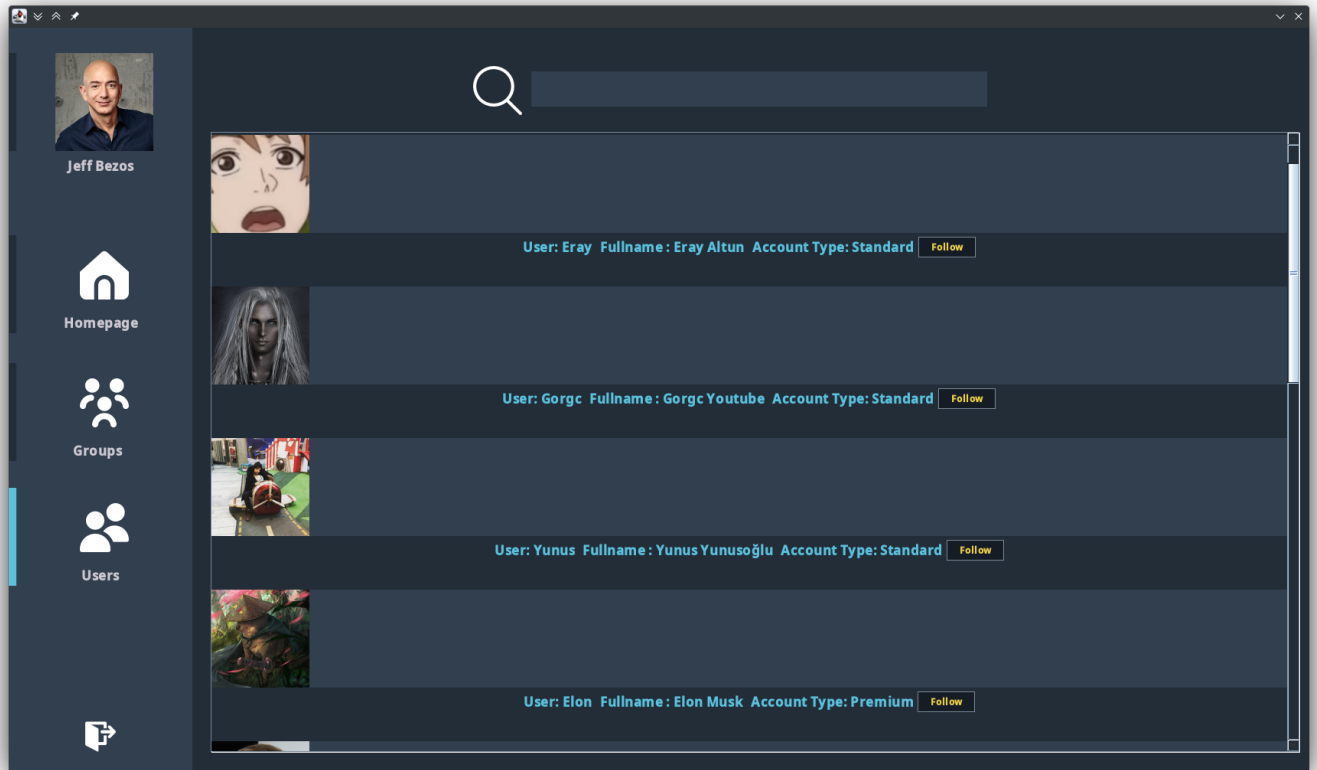 Jeff Bezos
Homepage
Groups
Users
User: Eray  Fullname : Eray Altun  Account Type: Standard  Follow
User: Gorgc  Fullname : Gorgc Youtube  Account Type: Standard  Follow
User: Yunus  Fullname : Yunus Yunusoğlu  Account Type: Standard  Follow
User: Elon  Fullname : Elon Musk  Account Type: Premium  Follow